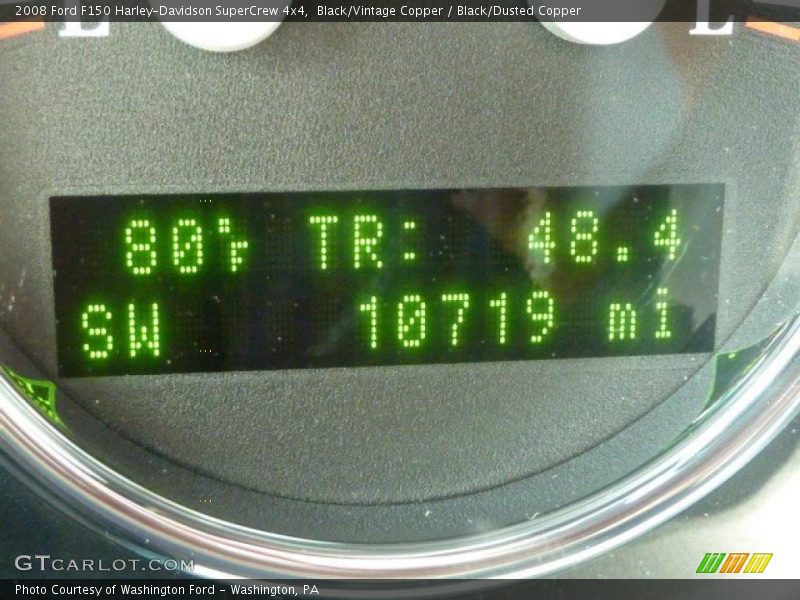 2008 Ford F150 Harley-Davidson SuperCrew 4x4, Black/Vintage Copper / Black/Dusted Copper
E E
80°F TR: 48.4
SW 10719 mi
GTCARLOT.COM
Photo Courtesy of Washington Ford - Washington, PA